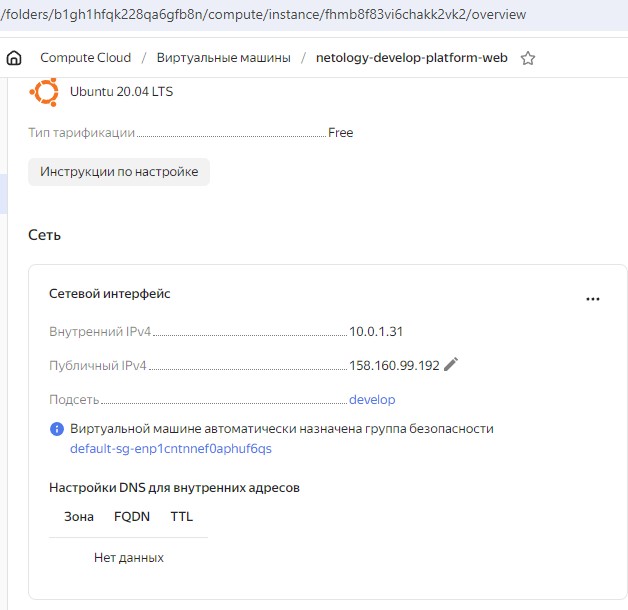 /folders/b1gh1hfqk228qa6gfb8n/compute/instance/fhmb8f83vi6chakk2vk2/overview
Compute Cloud / Виртуальные машины / netology-develop-platform-web
Ubuntu 20.04 LTS
Тип тарификации Free
Инструкции по настройке
Сеть
Сетевой интерфейс
Внутренний IPv4 10.0.1.31
Публичный IPv4 158.160.99.192
Подсеть develop
Виртуальной машине автоматически назначена группа безопасности
default-sg-enp1cntnnef0aphuf6qs
Настройки DNS для внутренних адресов
Зона FQDN TTL
Нет данных